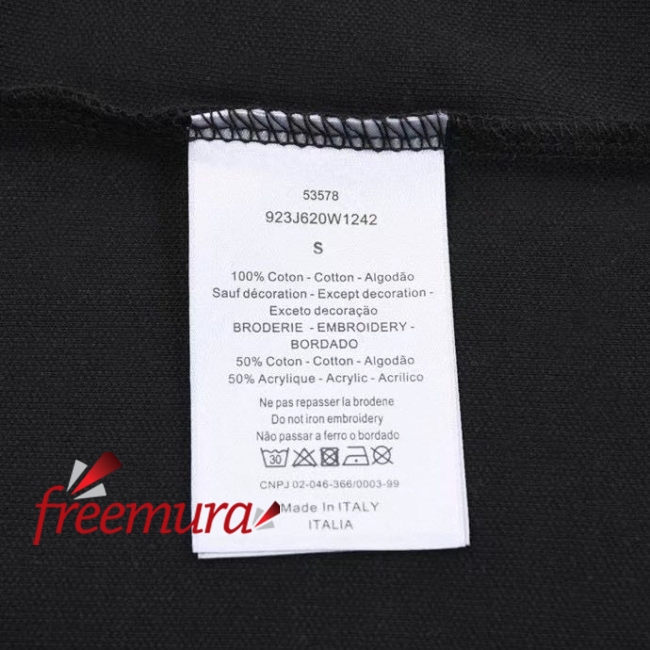 53578
923J620W1242
S
100% Coton - Cotton - Algodão
Sauf décoration - Except decoration -
Exceto decoração
BRODERIE - EMBROIDERY -
BORDADO
50% Coton - Cotton - Algodão
50% Acrylique - Acrylic - Acrilico
Ne pas repasser la brodene
Do not iron embroidery
Não passar a ferro o bordado
30
CNPJ 02-046-366/0003-99
Made In ITALY
ITALIA
freemura